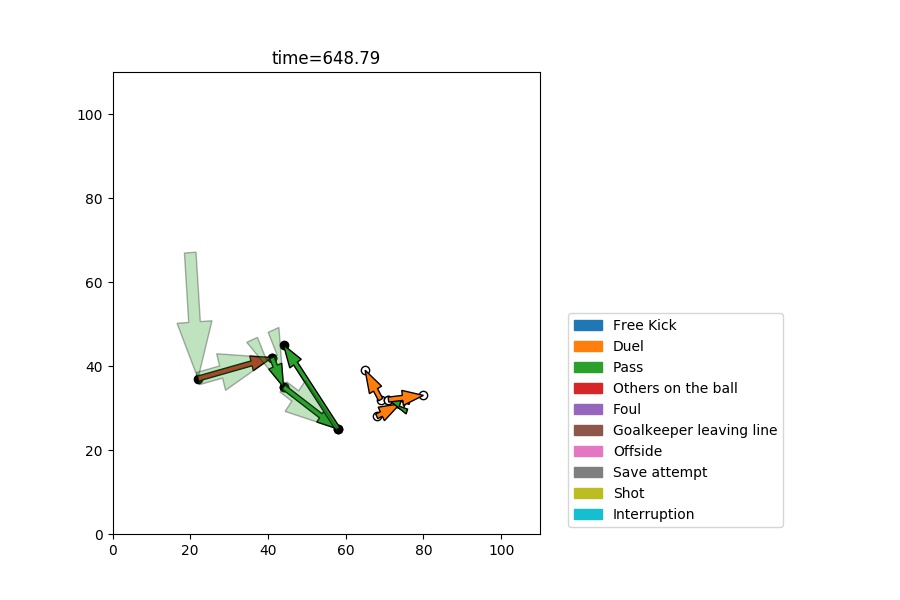 time=648.79
100
80
60
40
20
0
0 20 40 60 80 100
Free Kick
Duel
Pass
Others on the ball
Foul
Goalkeeper leaving line
Offside
Save attempt
Shot
Interruption